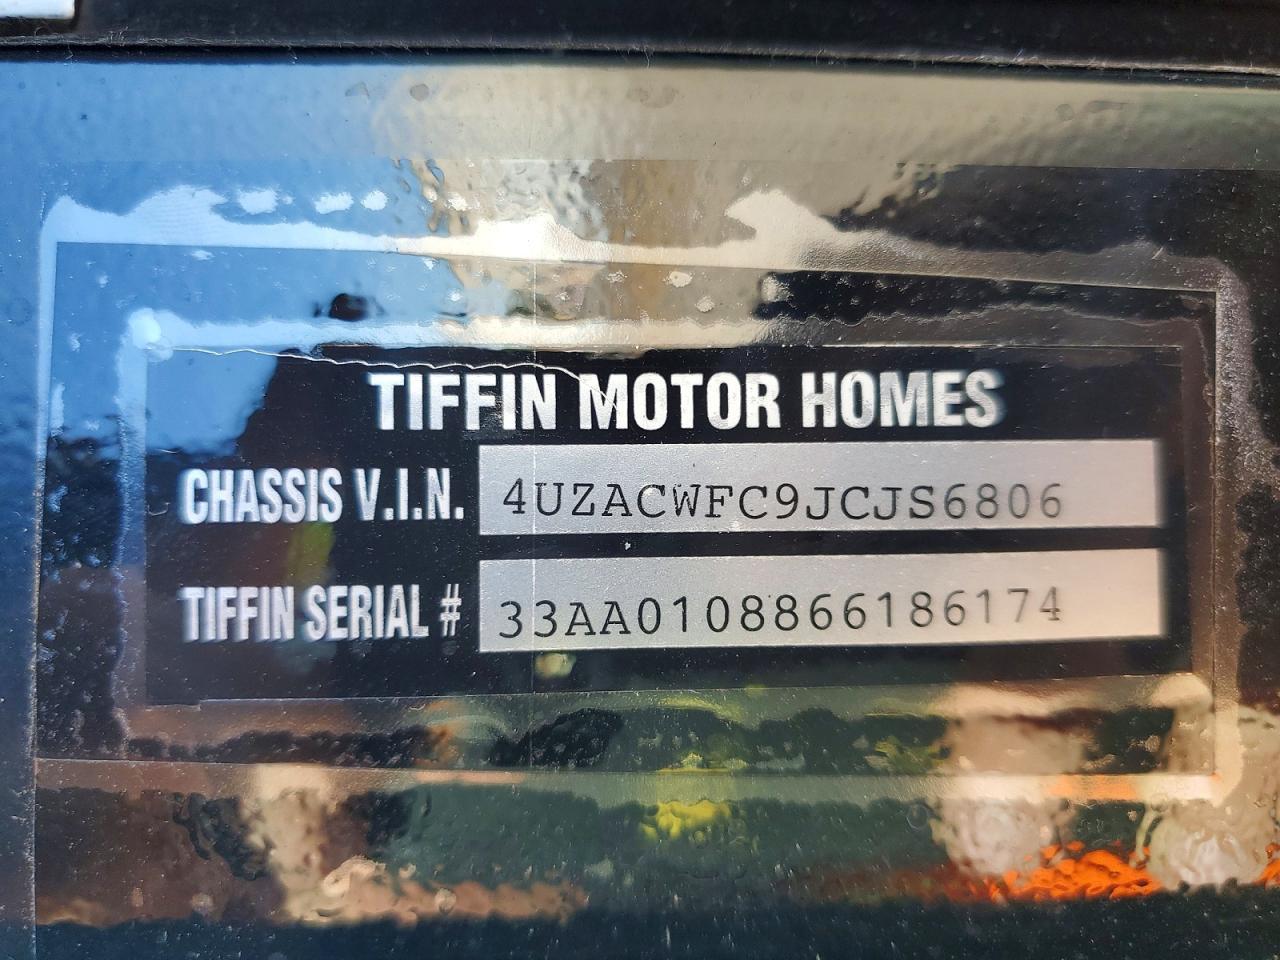 TIFFIN MOTOR HOMES
CHASSIS V.I.N. 4UZACWFC9JCJS6806
TIFFIN SERIAL # 33AA0108866186174